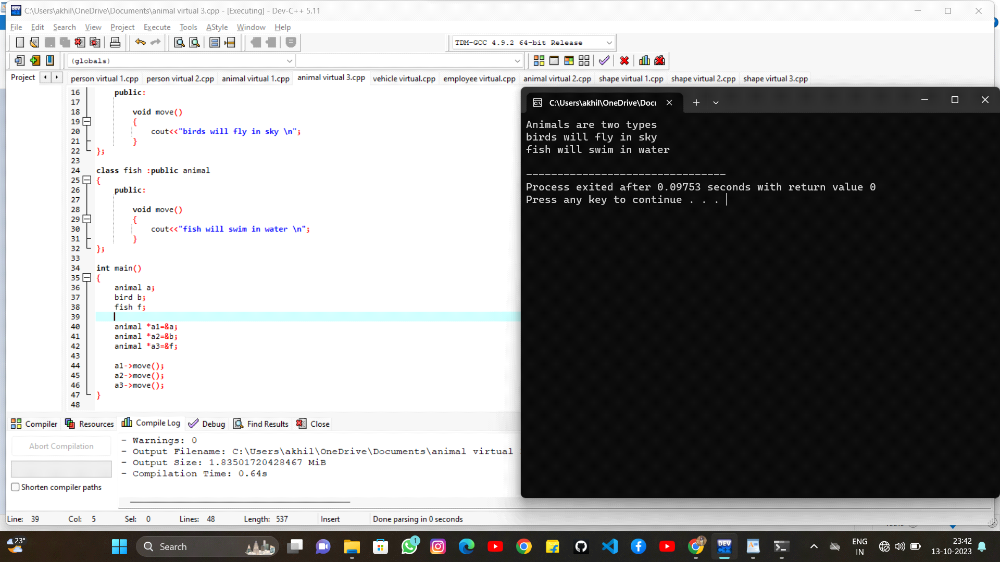 C:\Users\akhil\OneDrive\Documents\animal virtual 3.cpp - [Executing] - Dev-C++ 5.11
File Edit Search View Project Execute Tools AStyle Window Help
TDM-GCC 4.9.2 64-bit Release
(globals)
Project
person virtual 1.cpp person virtual 2.cpp animal virtual 1.cpp animal virtual 3.cpp vehicle virtual.cpp employee virtual.cpp animal virtual 2.cpp shape virtual 1.cpp shape virtual 2.cpp shape virtual 3.cpp
16 public:
17
18 void move()
19 {
20 cout<<"birds will fly in sky \n";
21 }
22 };
23
24 class fish :public animal
25 {
26 public:
27
28 void move()
29 {
30 cout<<"fish will swim in water \n";
31 }
32 };
33
34 int main()
35 {
36 animal a;
37 bird b;
38 fish f;
39
40 animal *a1=&a;
41 animal *a2=&b;
42 animal *a3=&f;
43
44 a1->move();
45 a2->move();
46 a3->move();
47 }
48
C:\Users\akhil\OneDrive\Docu
Animals are two types
birds will fly in sky
fish will swim in water
--------------------------------
Process exited after 0.09753 seconds with return value 0
Press any key to continue . . .
Compiler Resources Compile Log Debug Find Results Close
Abort Compilation
Shorten compiler paths
- Warnings: 0
- Output Filename: C:\Users\akhil\OneDrive\Documents\animal virtual
- Output Size: 1.83501720428467 MiB
- Compilation Time: 0.64s
Line: 39 Col: 5 Sel: 0 Lines: 48 Length: 537 Insert Done parsing in 0 seconds
23°
Search
1
DEV
C++
ENG
IN
23:42
13-10-2023